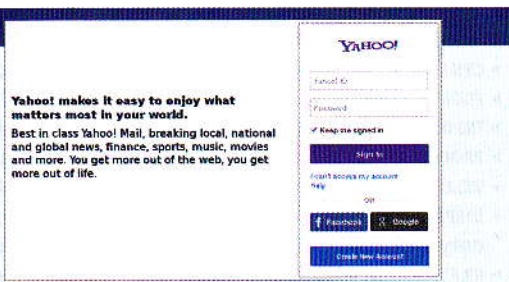 Yahoo! makes it easy to enjoy what
matters most in your world.
Best in class Yahoo! Mail, breaking local, national
and global news, finance, sports, music, movies
and more. You get more out of the web, you get
more out of life.
YAHOO!
Yahoo! ID
Password
Keep me signed in
Sign In
I can't access my account
Help
OR
Facebook
Google
Create New Account